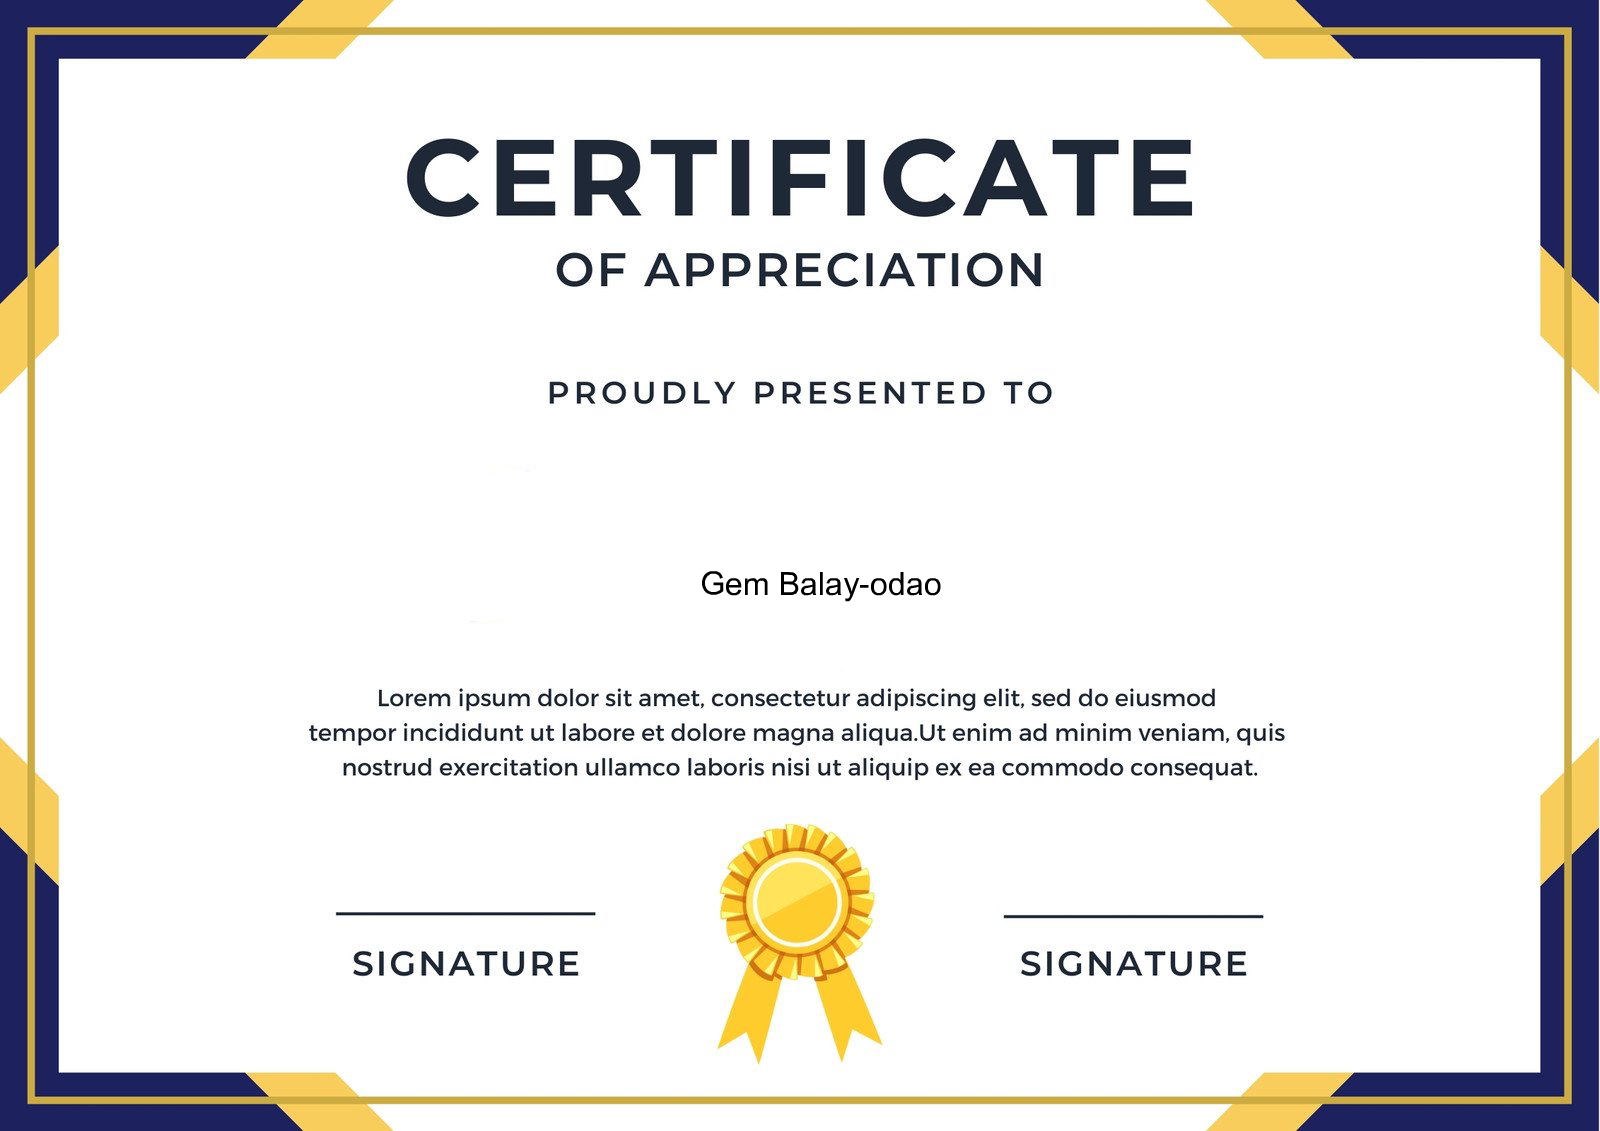 CERTIFICATE
OF APPRECIATION
PROUDLY PRESENTED TO
Gem Balay-odao
Lorem ipsum dolor sit amet, consectetur adipiscing elit, sed do eiusmod
tempor incididunt ut labore et dolore magna aliqua.Ut enim ad minim veniam, quis
nostrud exercitation ullamco laboris nisi ut aliquip ex ea commodo consequat.
SIGNATURE
SIGNATURE